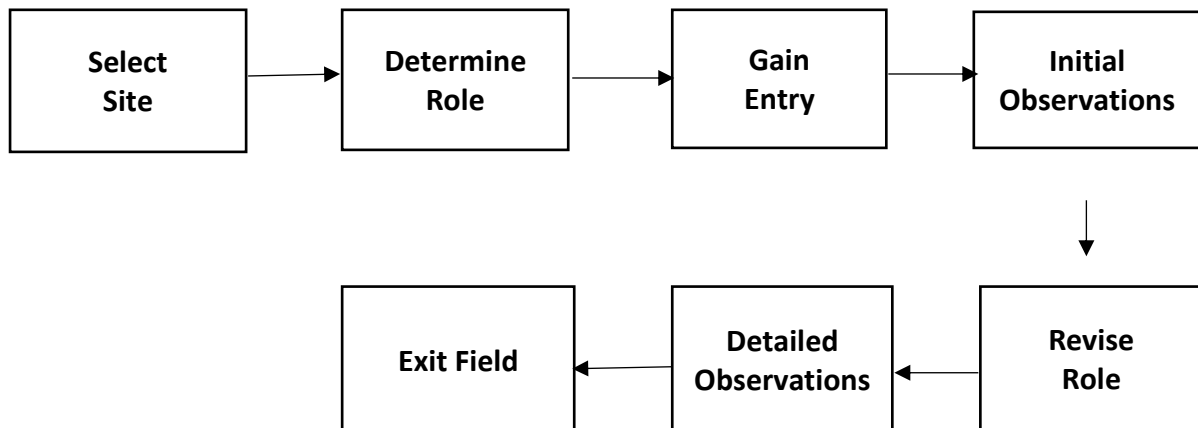 Select
Site
Determine
Role
Gain
Entry
Initial
Observations
Revise
Role
Detailed
Observations
Exit Field